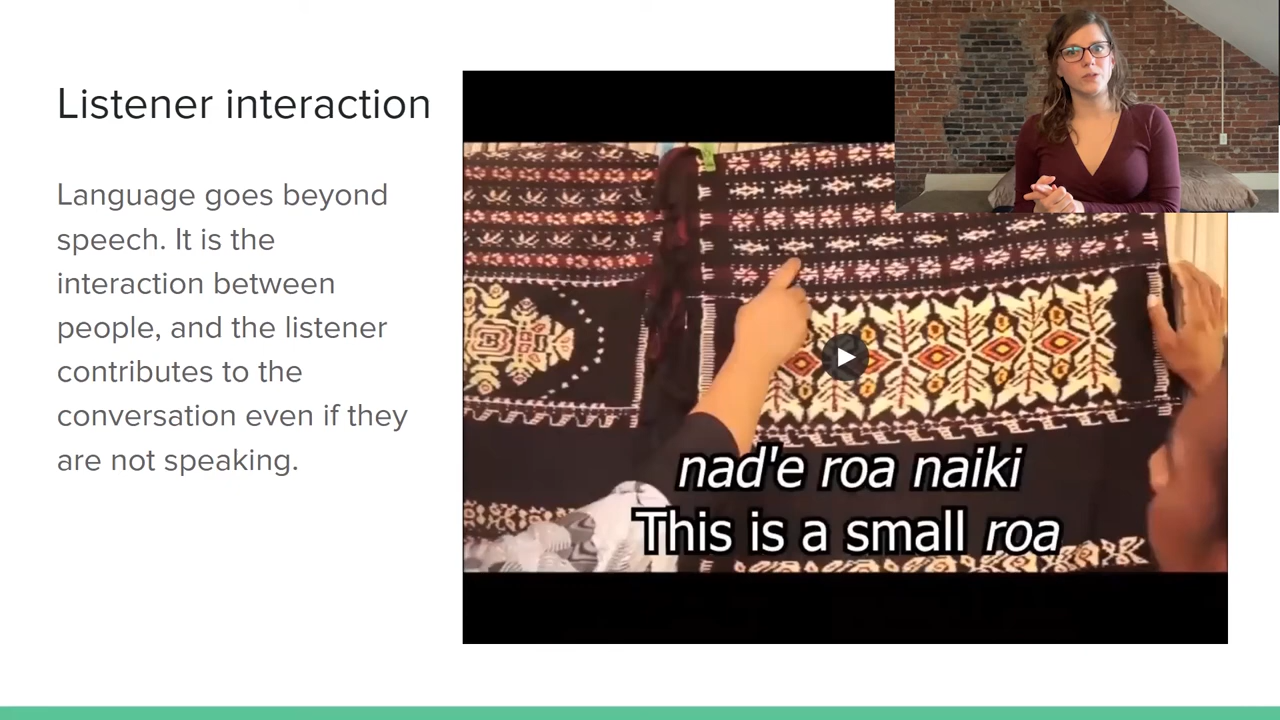 Listener interaction
Language goes beyond
speech. It is the
interaction between
people, and the listener
contributes to the
conversation even if they
are not speaking.
nad'e roa naiki
This is a small roa